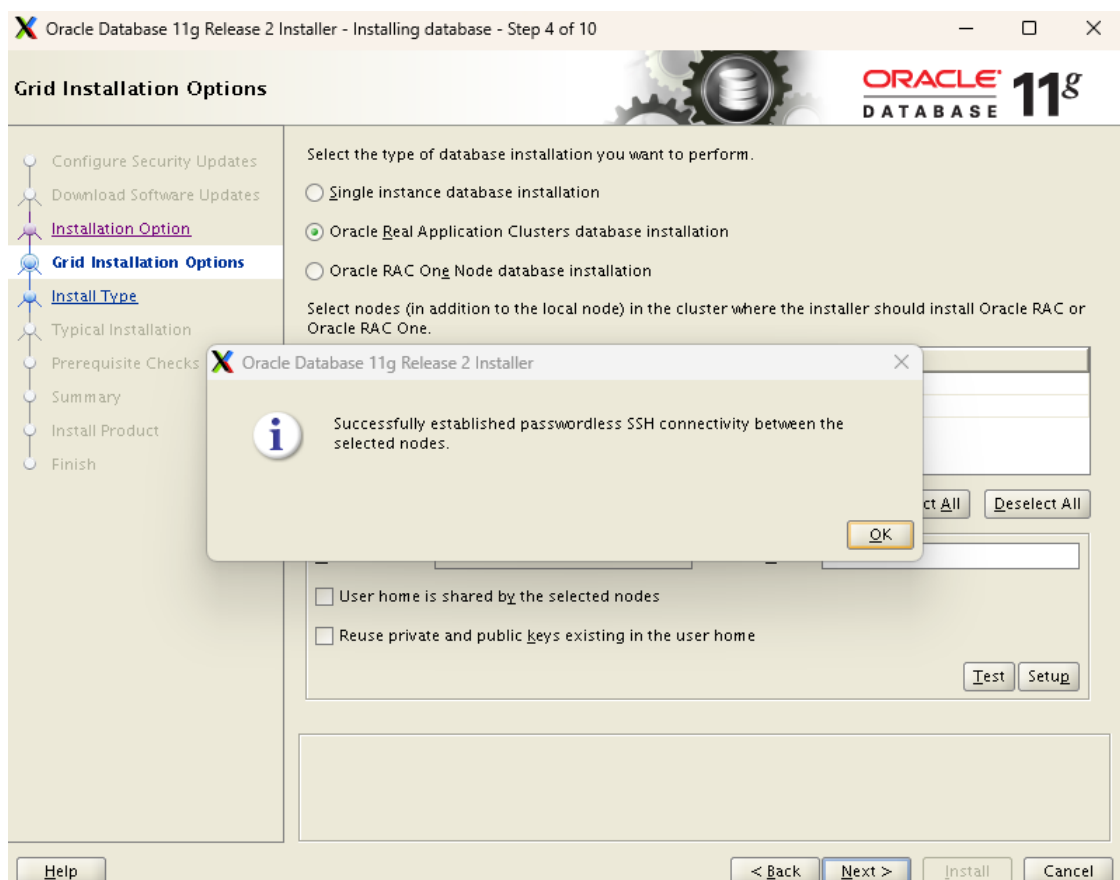 Oracle Database 11g Release 2 Installer - Installing database - Step 4 of 10
Grid Installation Options
ORACLE
DATABASE
11g
Configure Security Updates
Download Software Updates
Installation Option
Grid Installation Options
Install Type
Typical Installation
Prerequisite Checks
Summary
Install Product
Finish
Select the type of database installation you want to perform.
Single instance database installation
Oracle Real Application Clusters database installation
Oracle RAC One Node database installation
Select nodes (in addition to the local node) in the cluster where the installer should install Oracle RAC or
Oracle RAC One.
Oracle Database 11g Release 2 Installer
Successfully established passwordless SSH connectivity between the
selected nodes.
OK
All
Deselect All
User home is shared by the selected nodes
Reuse private and public keys existing in the user home
Test
Setup
Help
< Back
Next >
Install
Cancel